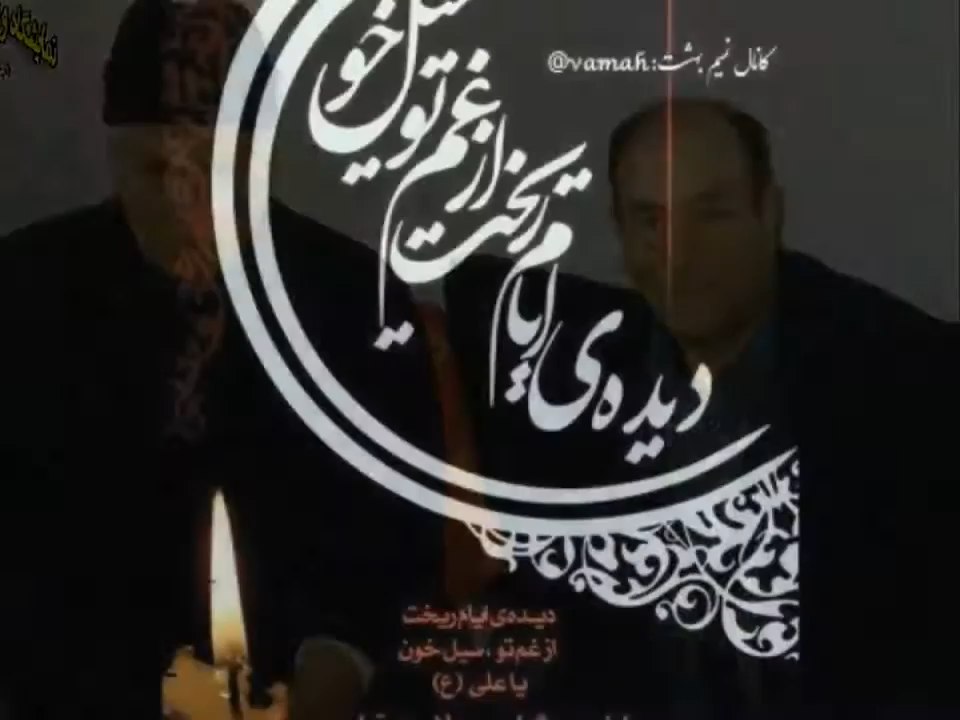 کانال نسیم بهشت:@vamah
دیده‌ی ایام ریخت از غم تو سیل خون
دیده‌ی ایام ریخت
از غم تو ، سیل خون
یا علی (ع)